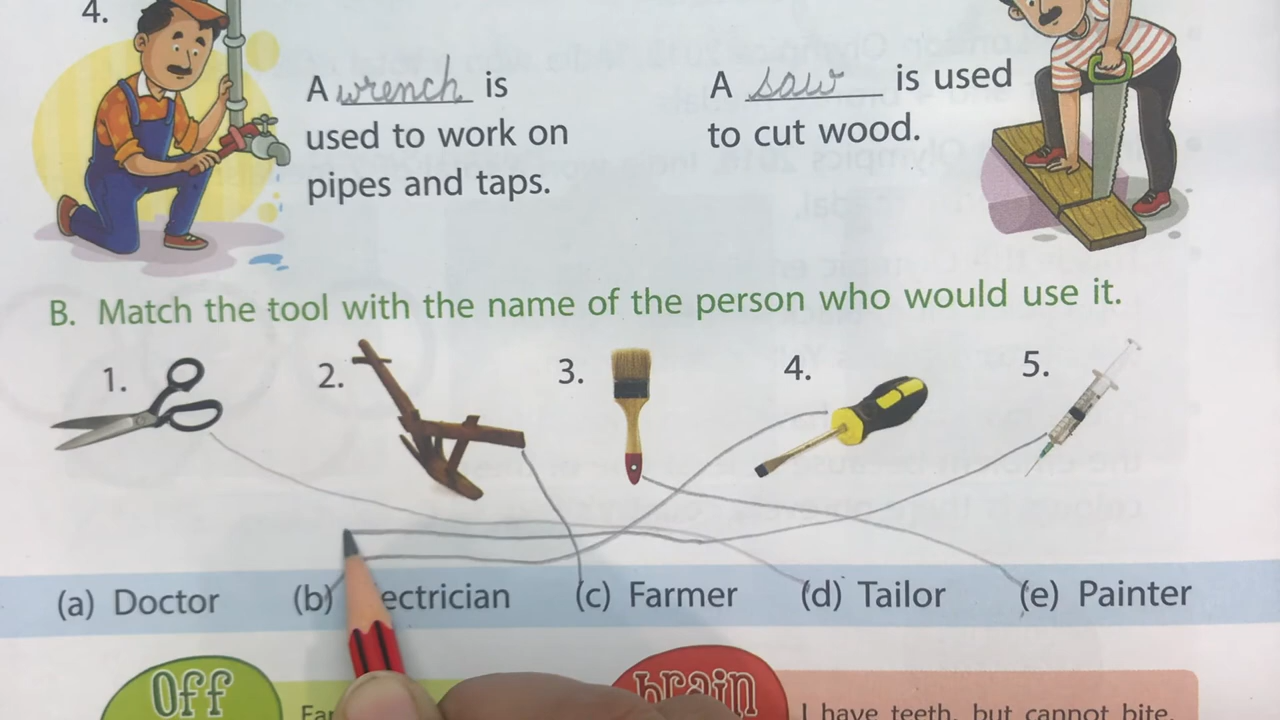 4.
A wrench is
used to work on
pipes and taps.
A saw is used
to cut wood.
B. Match the tool with the name of the person who would use it.
1. 2. 3. 4. 5.
(a) Doctor (b) ectrician (c) Farmer (d) Tailor (e) Painter
Off
brain
I have teeth, but cannot bite.